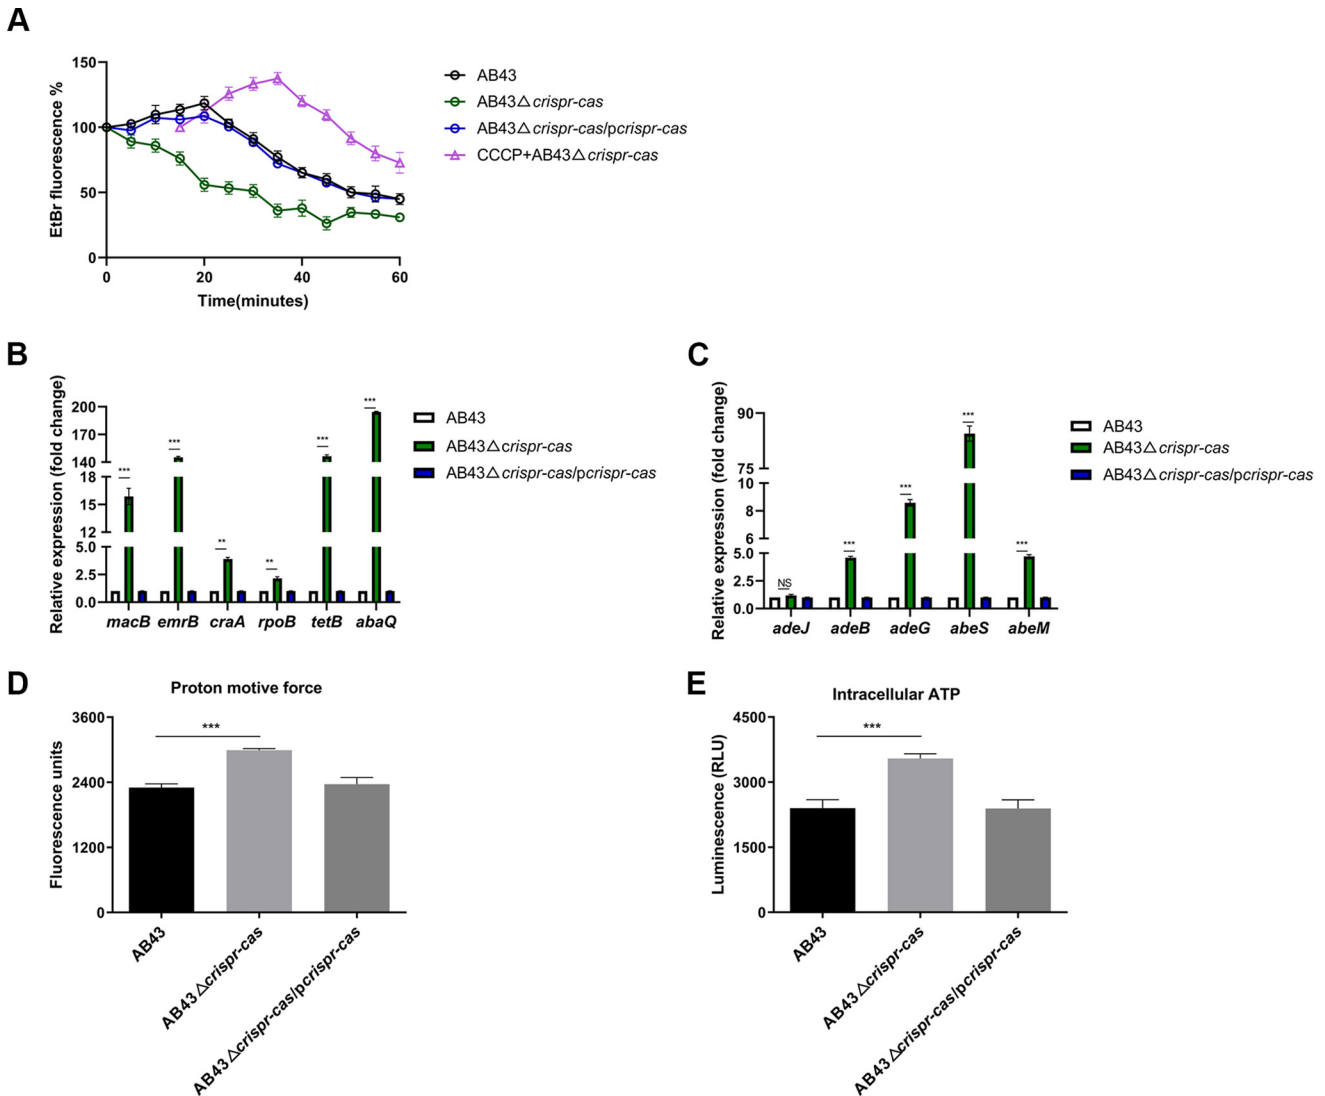 A
EtBr fluorescence %
150
100
50
0
0 20 40 60
Time(minutes)
AB43
AB43△crispr-cas
AB43△crispr-cas/pcrispr-cas
CCCP+AB43△crispr-cas
B
Relative expression (fold change)
200
170
140
18
15
12
5.0
2.5
0.0
*** *** ** ** *** ***
macB emrB craA rpoB tetB abaQ
AB43
AB43△crispr-cas
AB43△crispr-cas/pcrispr-cas
C
Relative expression (fold change)
90
75
10
8
6
5.0
2.5
0.0
NS *** *** *** ***
adeJ adeB adeG abeS abeM
AB43
AB43△crispr-cas
AB43△crispr-cas/pcrispr-cas
D
Proton motive force
Fluorescence units
3600
2400
1200
0
***
AB43
AB43△crispr-cas
AB43△crispr-cas/pcrispr-cas
E
Intracellular ATP
Luminescence (RLU)
4500
3000
1500
0
***
AB43
AB43△crispr-cas
AB43△crispr-cas/pcrispr-cas